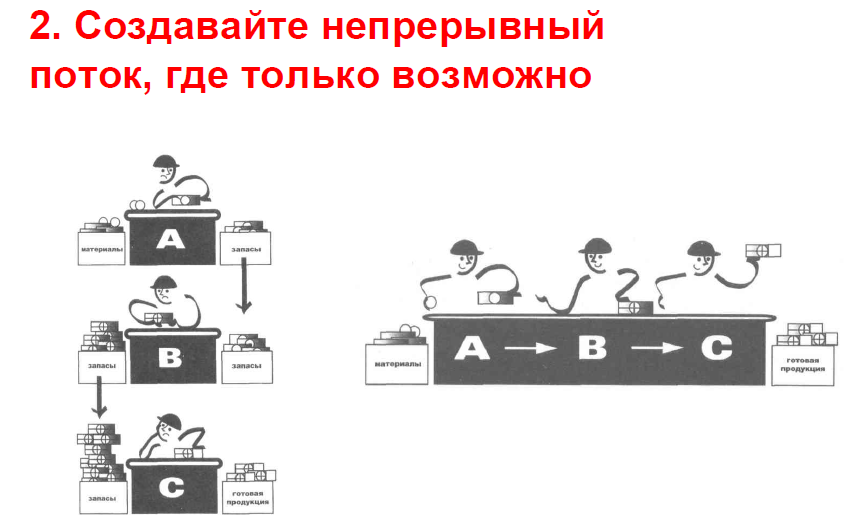 2. Создавайте непрерывный
поток, где только возможно
A
материалы
запасы
B
запасы
запасы
C
запасы
готовая
продукция
A → B → C
материалы
готовая
продукция